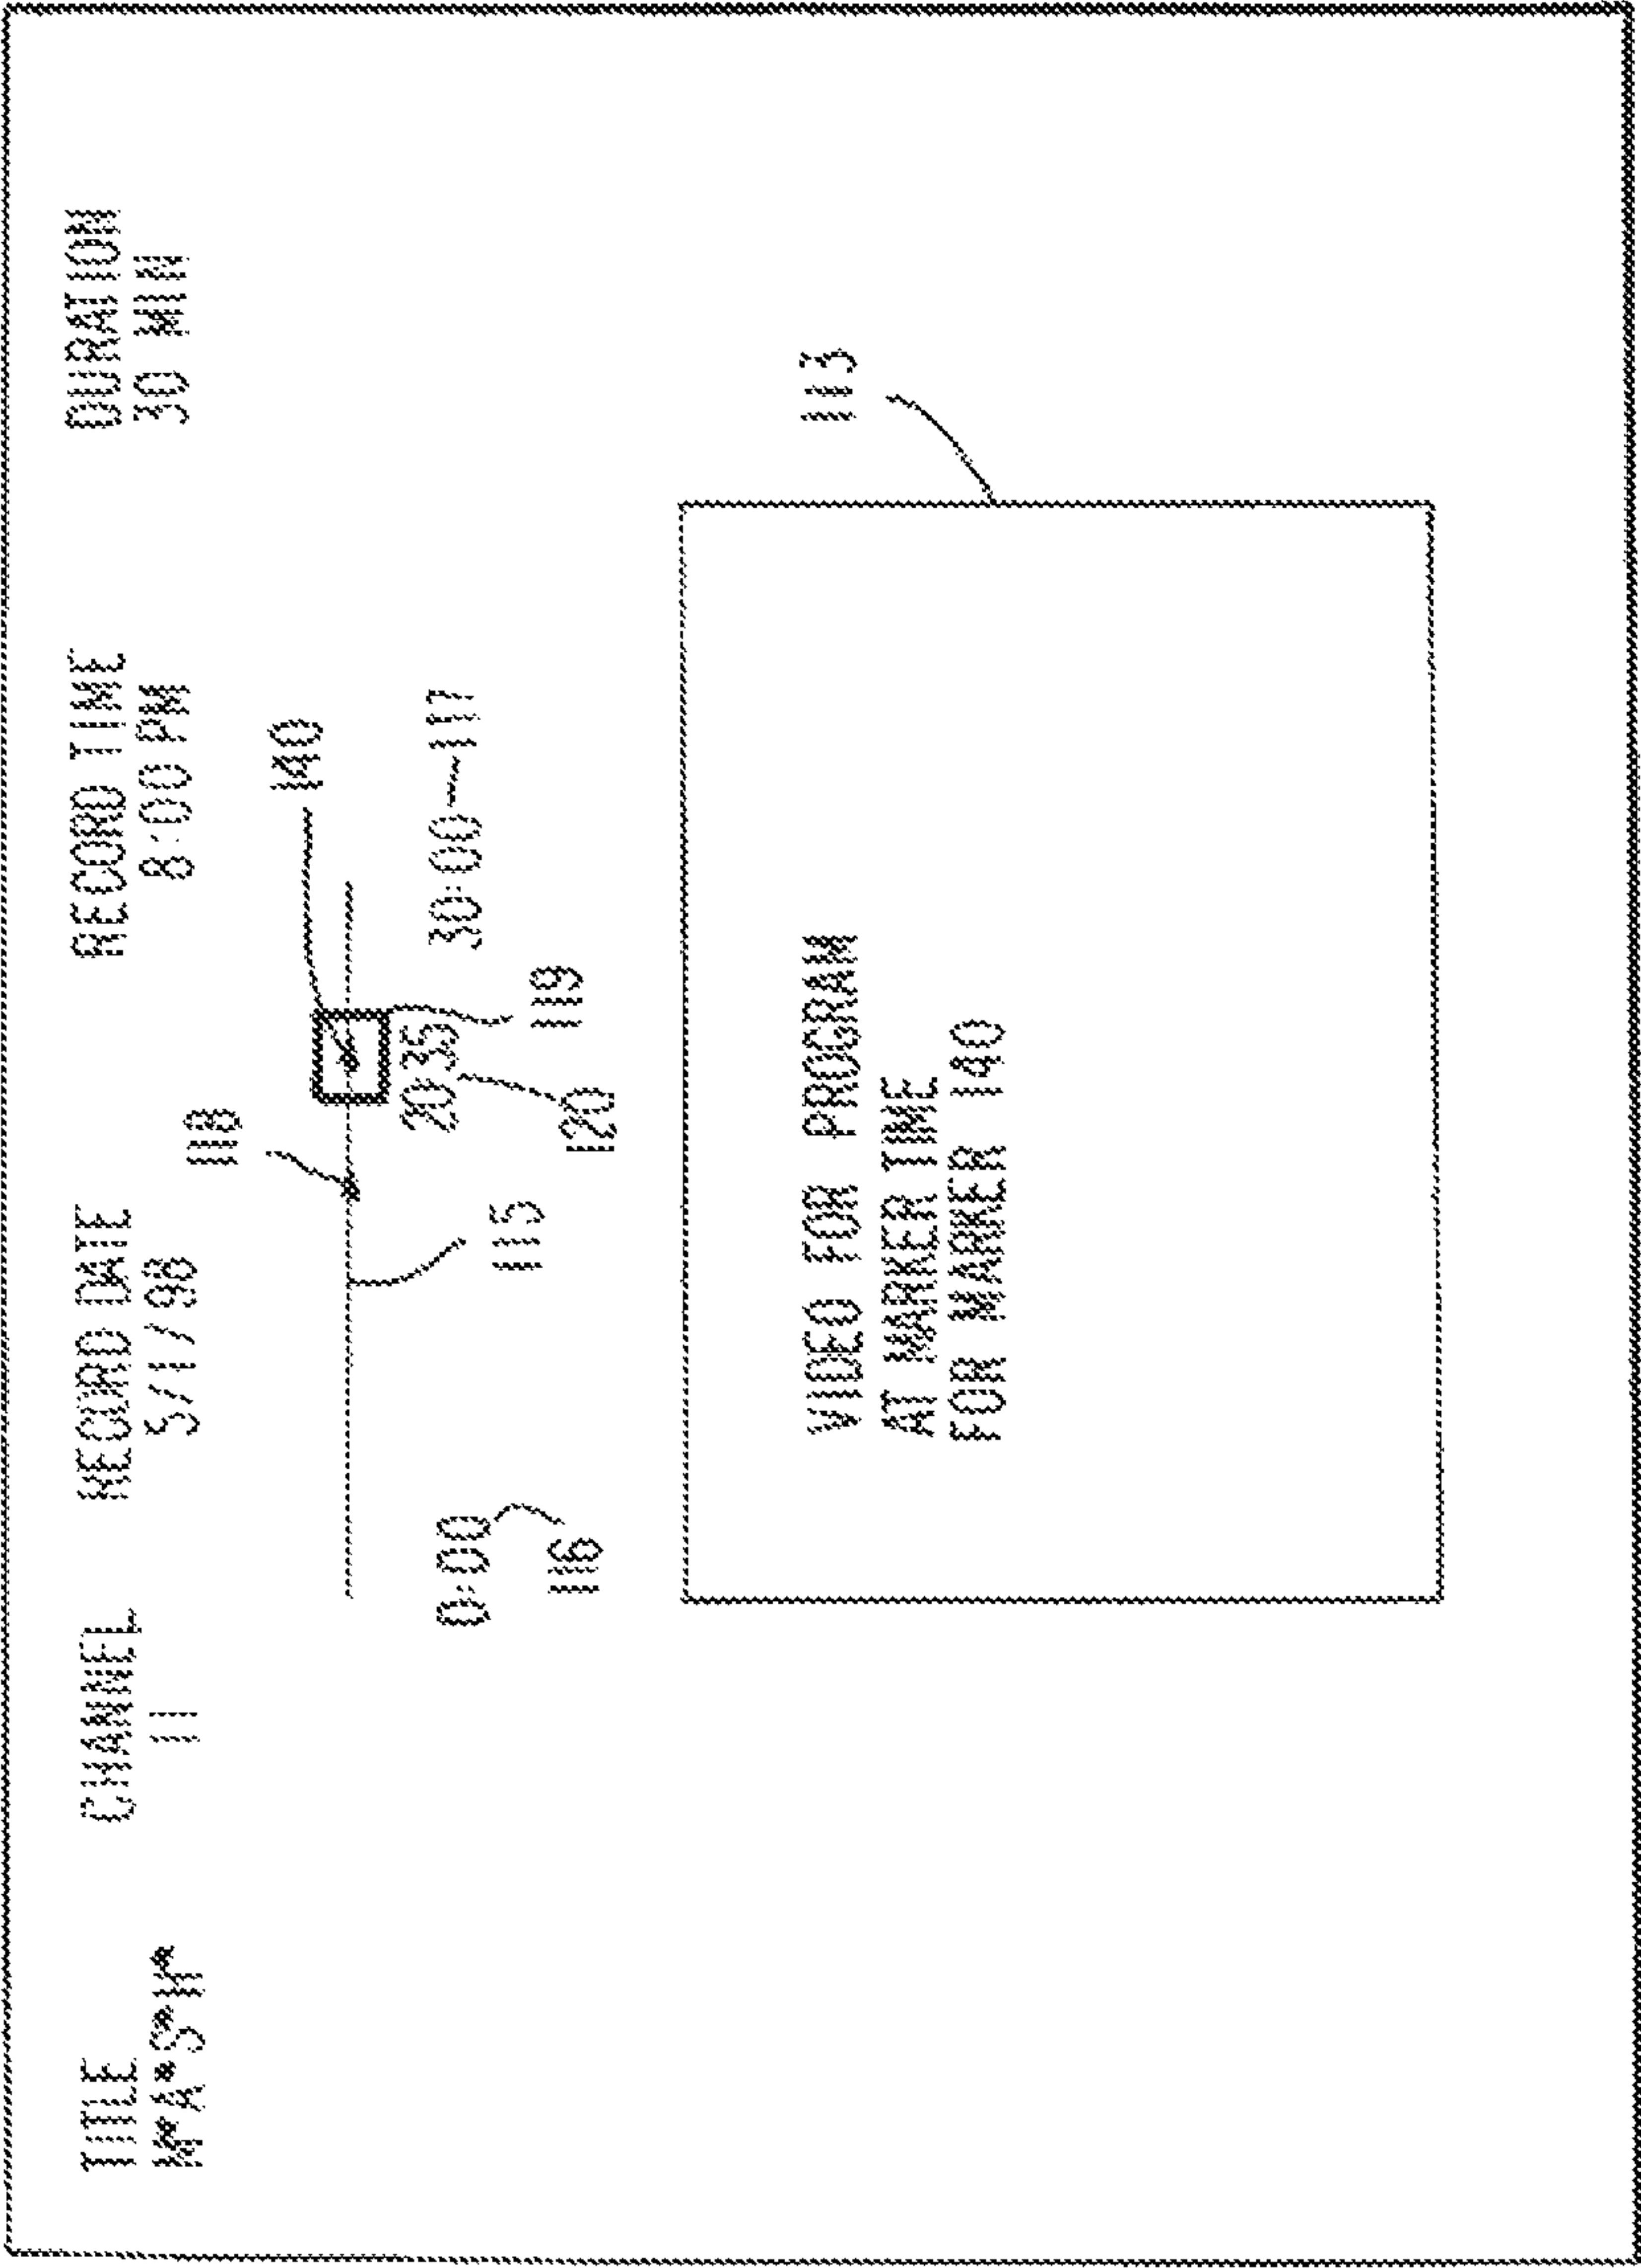 TITLE CHANNEL RECORD DATE RECORD TIME DURATION
M*A*S*H* 11 5/1/98 8:00 PM 30 MIN
118 140
0:00 20:35 30:00 117
116 115 120 119
113
VIDEO FOR PROGRAM
AT MARKER TIME
FOR MARKER 140